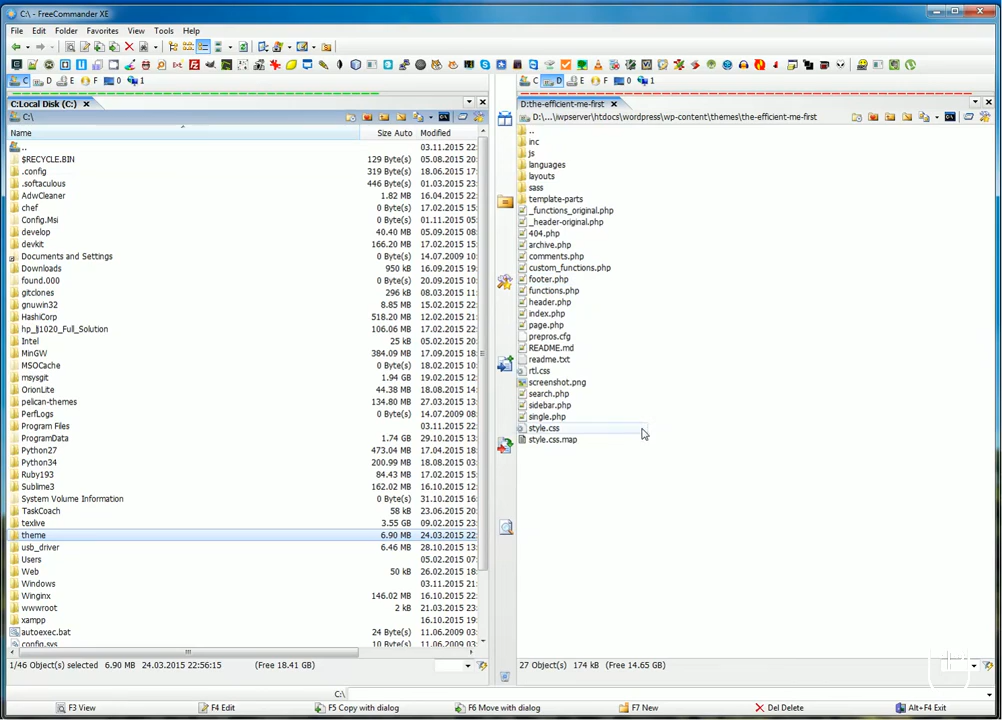 C:\ - FreeCommander XE
File Edit Folder Favorites View Tools Help
C D E F 0 1
C D E F 0 1
C:Local Disk (C:)
C:\
Name Size Auto Modified
.. 03.11.2015 22:
$RECYCLE.BIN 129 Byte(s) 05.08.2015 20:
.config 319 Byte(s) 18.06.2015 17:
.softaculous 446 Byte(s) 01.03.2015 23:
AdwCleaner 1.82 MB 16.04.2015 22:
chef 0 Byte(s) 17.02.2015 15:
Config.Msi 0 Byte(s) 01.11.2015 05:
develop 40.40 MB 05.09.2015 22:
devkit 166.20 MB 17.02.2015 15:
Documents and Settings 0 Byte(s) 14.07.2009 10:
Downloads 950 kB 16.09.2015 19:
found.000 0 Byte(s) 31.08.2015 22:
gitclones 296 kB 08.03.2015 11:
gnuwin32 8.85 MB 15.02.2015 22:
HashiCorp 518.20 MB 13.02.2015 17:
hp_lj1020_Full_Solution 106.06 MB 17.02.2015 22:
Intel 25 kB 05.02.2015 18:
MinGW 384.09 MB 17.09.2015 18:
MSOCache 0 Byte(s) 05.02.2015 21:
msysgit 1.94 GB 19.02.2015 12:
OrionLite 44.38 MB 18.08.2015 14:
pelican-themes 134.80 MB 08.03.2015 22:
PerfLogs 0 Byte(s) 14.07.2009 08:
Program Files 03.11.2015 22:
ProgramData 1.74 GB 29.10.2015 13:
Python27 473.04 MB 17.02.2015 18:
Python34 200.99 MB 18.08.2015 18:
Ruby193 84.43 MB 17.02.2015 15:
Sublime3 162.02 MB 16.10.2015 12:
System Volume Information 0 Byte(s) 31.10.2015 16:
TaskCoach 58 kB 23.06.2015 20:
texlive 3.55 GB 09.02.2015 23:
theme 6.90 MB 24.03.2015 22:
usb_driver 6.46 MB 28.10.2015 13:
Users 05.02.2015 07:
Web 50 kB 26.02.2015 18:
Windows 03.11.2015 21:
Winginx 146.02 MB 16.10.2015 22:
wwwroot 2 kB 21.03.2015 23:
xampp 16.10.2015 19:
autoexec.bat 24 Byte(s) 11.06.2009 03:
config.sys 10 Byte(s) 11.06.2009 03:
1/46 Object(s) selected 6.90 MB 24.03.2015 22:56:15 (Free 18.41 GB)
D:the-efficient-me-first
D:\...\wpserver\htdocs\wordpress\wp-content\themes\the-efficient-me-first
..
inc
js
languages
layouts
sass
template-parts
_functions_original.php
_header-original.php
404.php
archive.php
comments.php
custom_functions.php
footer.php
functions.php
header.php
index.php
page.php
prepros.cfg
README.md
readme.txt
rtl.css
screenshot.png
search.php
sidebar.php
single.php
style.css
style.css.map
27 Object(s) 174 kB (Free 14.65 GB)
C:\
F3 View F4 Edit F5 Copy with dialog F6 Move with dialog F7 New Del Delete Alt+F4 Exit